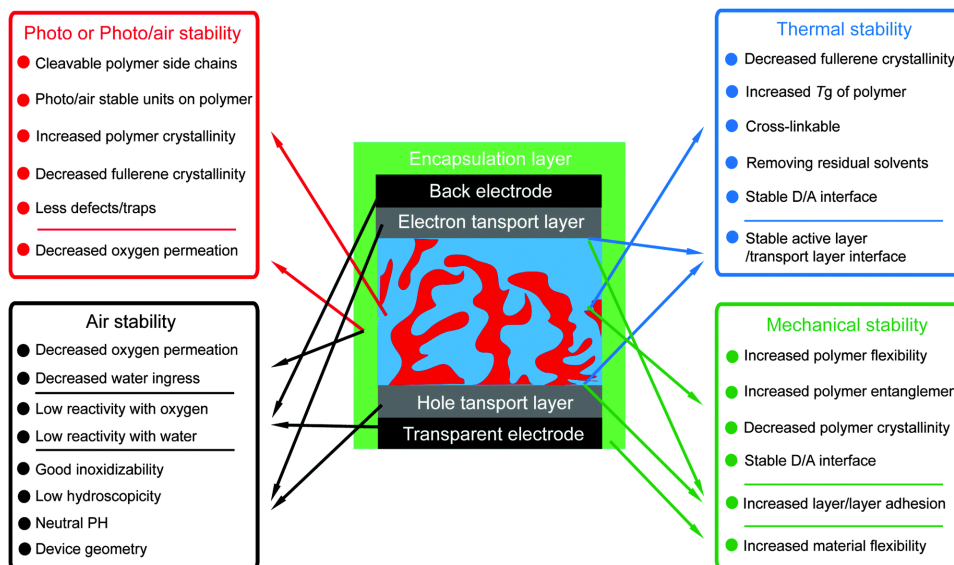 Photo or Photo/air stability
Cleavable polymer side chains
Photo/air stable units on polymer
Increased polymer crystallinity
Decreased fullerene crystallinity
Less defects/traps
Decreased oxygen permeation
Air stability
Decreased oxygen permeation
Decreased water ingress
Low reactivity with oxygen
Low reactivity with water
Good inoxidizability
Low hydroscopicity
Neutral PH
Device geometry
Encapsulation layer
Back electrode
Electron tansport layer
Hole tansport layer
Transparent electrode
Thermal stability
Decreased fullerene crystallinity
Increased Tg of polymer
Cross-linkable
Removing residual solvents
Stable D/A interface
Stable active layer
/transport layer interface
Mechanical stability
Increased polymer flexibility
Increased polymer entanglemer
Decreased polymer crystallinity
Stable D/A interface
Increased layer/layer adhesion
Increased material flexibility